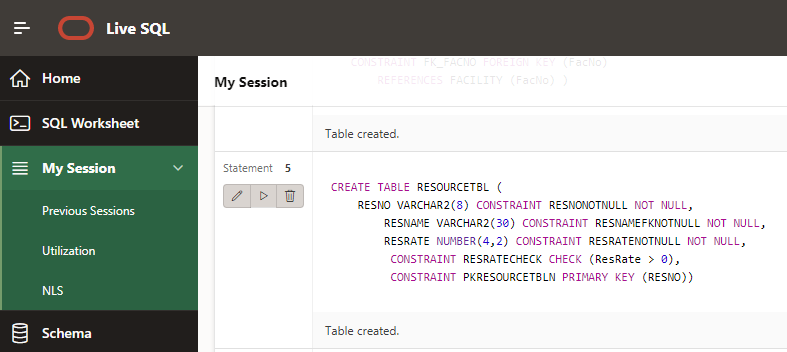 Live SQL
Home
SQL Worksheet
My Session
Previous Sessions
Utilization
NLS
Schema
My Session
CONSTRAINT FK_FACNO FOREIGN KEY (FacNo)
REFERENCES FACILITY (FacNo) )
Table created.
Statement 5
CREATE TABLE RESOURCETBL (
RESNO VARCHAR2(8) CONSTRAINT RESNONOTNULL NOT NULL,
RESNAME VARCHAR2(30) CONSTRAINT RESNAMEFKNOTNULL NOT NULL,
RESRATE NUMBER(4,2) CONSTRAINT RESRATENOTNULL NOT NULL,
CONSTRAINT RESRATECHECK CHECK (ResRate > 0),
CONSTRAINT PKRESOURCETBLN PRIMARY KEY (RESNO))
Table created.